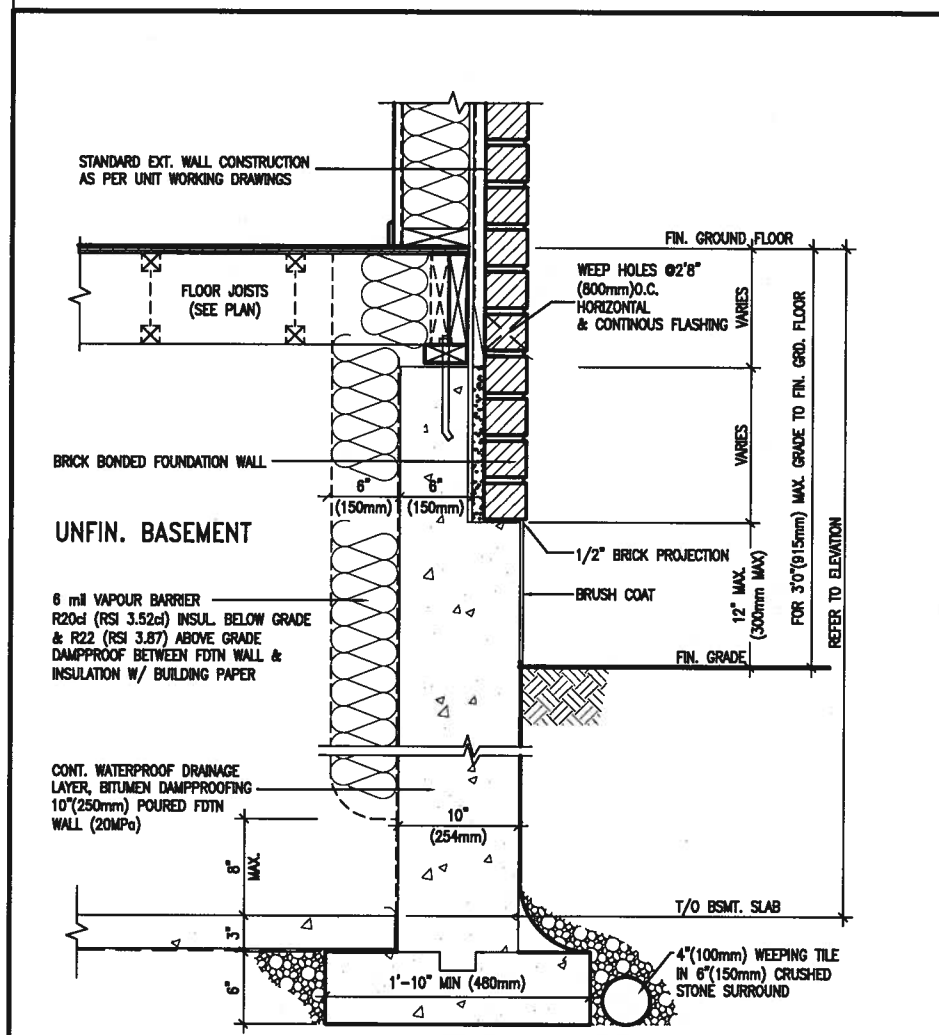 STANDARD EXT. WALL CONSTRUCTION
AS PER UNIT WORKING DRAWINGS
FIN. GROUND FLOOR
WEEP HOLES @2'8"
(800mm)O.C.
HORIZONTAL
& CONTINOUS FLASHING
FLOOR JOISTS
(SEE PLAN)
VARIES
VARIES
FOR 3'0"(915mm) MAX. GRADE TO FIN. GRD. FLOOR
REFER TO ELEVATION
BRICK BONDED FOUNDATION WALL
6"
(150mm)
6"
(150mm)
UNFIN. BASEMENT
1/2" BRICK PROJECTION
BRUSH COAT
12" MAX.
(300mm MAX)
6 mil VAPOUR BARRIER
R20ci (RSI 3.52ci) INSUL. BELOW GRADE
& R22 (RSI 3.87) ABOVE GRADE
DAMPPROOF BETWEEN FDTN WALL &
INSULATION W/ BUILDING PAPER
FIN. GRADE
CONT. WATERPROOF DRAINAGE
LAYER, BITUMEN DAMPPROOFING
10"(250mm) POURED FDTN
WALL (20MPa)
10"
(254mm)
8"
MAX.
T/O BSMT. SLAB
3"
6"
1'-10" MIN (460mm)
4"(100mm) WEEPING TILE
IN 6"(150mm) CRUSHED
STONE SURROUND